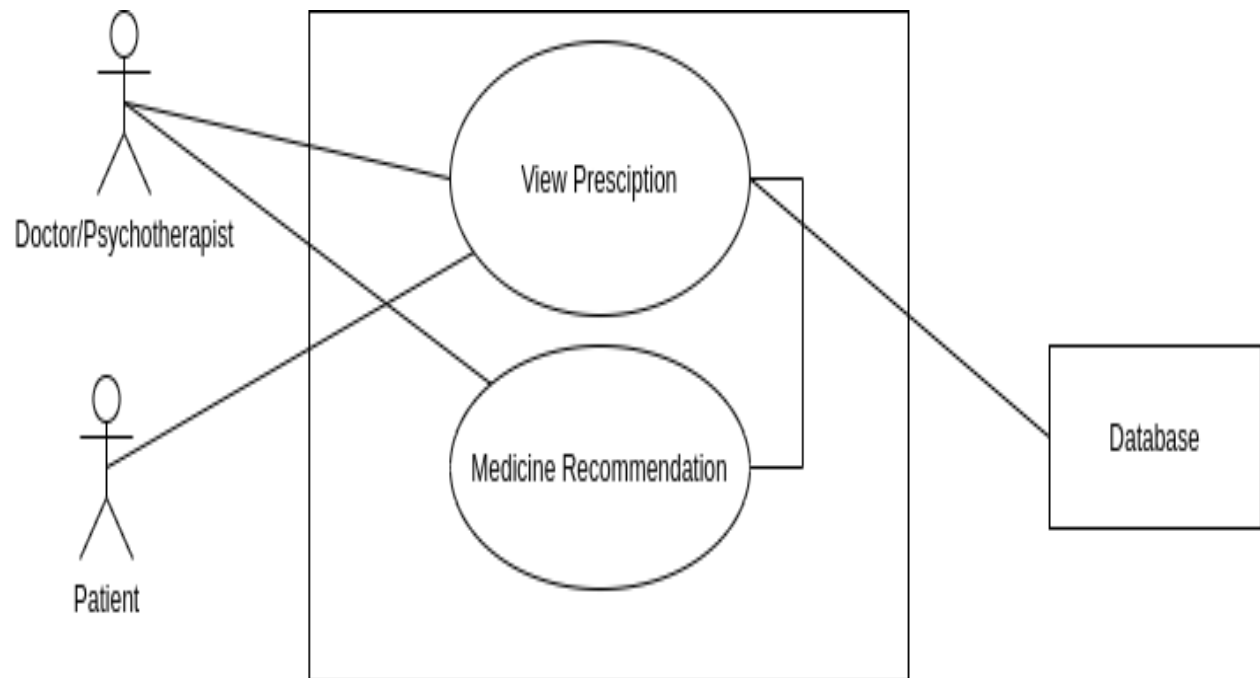 View Presciption
Doctor/Psychotherapist
Database
Medicine Recommendation
Patient